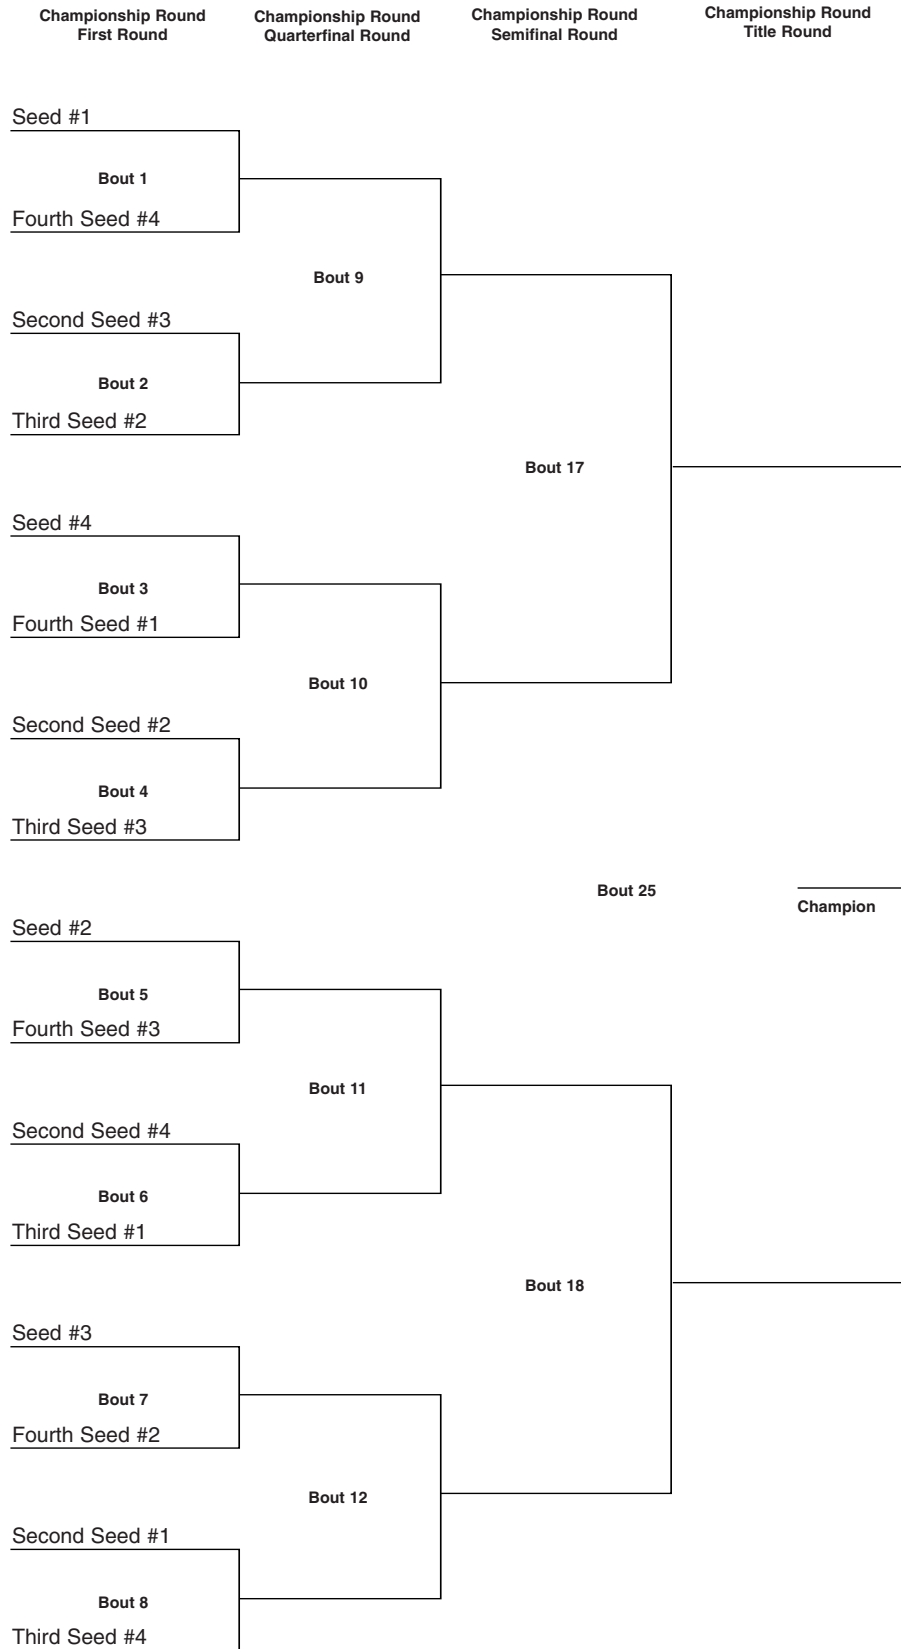 Championship Round
First Round
Championship Round
Quarterfinal Round
Championship Round
Semifinal Round
Championship Round
Title Round
Seed #1
Bout 1
Fourth Seed #4
Bout 9
Second Seed #3
Bout 2
Third Seed #2
Bout 17
Seed #4
Bout 3
Fourth Seed #1
Bout 10
Second Seed #2
Bout 4
Third Seed #3
Bout 25
Champion
Seed #2
Bout 5
Fourth Seed #3
Bout 11
Second Seed #4
Bout 6
Third Seed #1
Bout 18
Seed #3
Bout 7
Fourth Seed #2
Bout 12
Second Seed #1
Bout 8
Third Seed #4